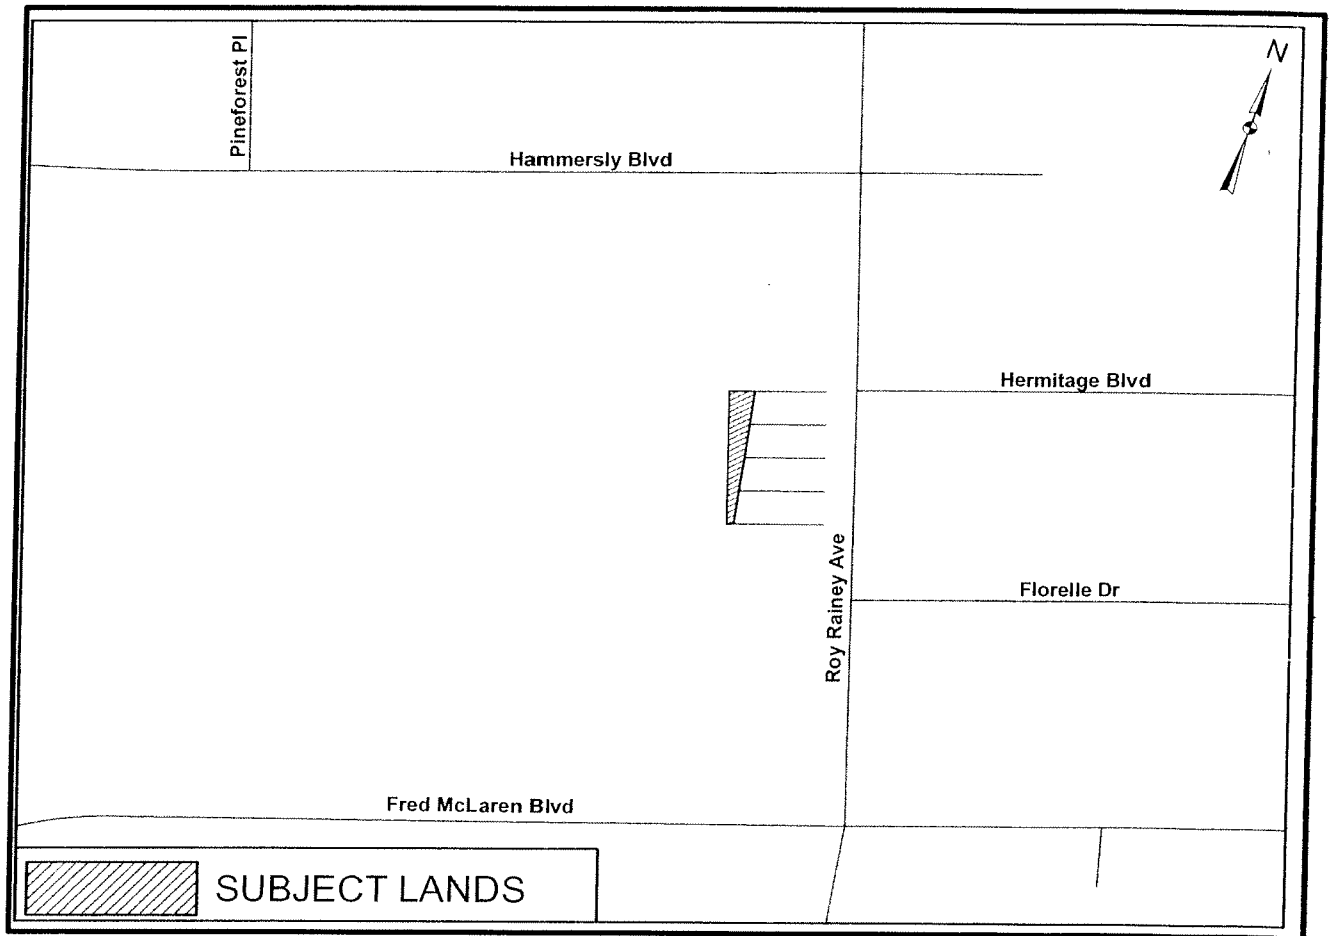 Pineforest Pl
N
Hammersly Blvd
Hermitage Blvd
Roy Rainey Ave
Florelle Dr
Fred McLaren Blvd
SUBJECT LANDS